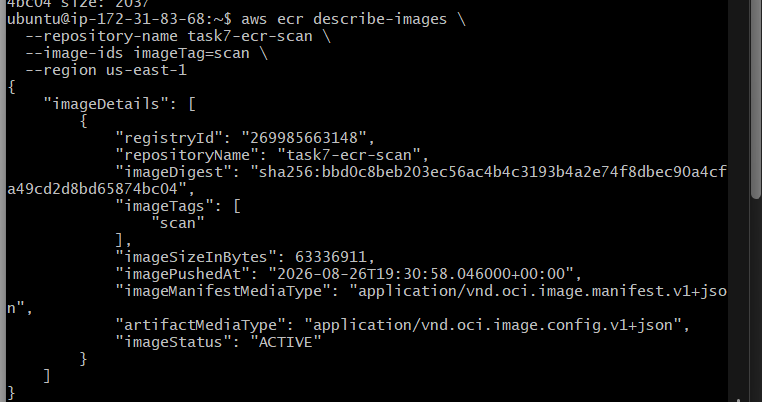 4bc04 size: 2037
ubuntu@ip-172-31-83-68:~$ aws ecr describe-images \
  --repository-name task7-ecr-scan \
  --image-ids imageTag=scan \
  --region us-east-1
{
    "imageDetails": [
        {
            "registryId": "269985663148",
            "repositoryName": "task7-ecr-scan",
            "imageDigest": "sha256:bbd0c8beb203ec56ac4b4c3193b4a2e74f8dbec90a4cf
a49cd2d8bd65874bc04",
            "imageTags": [
                "scan"
            ],
            "imageSizeInBytes": 63336911,
            "imagePushedAt": "2026-08-26T19:30:58.046000+00:00",
            "imageManifestMediaType": "application/vnd.oci.image.manifest.v1+jso
n",
            "artifactMediaType": "application/vnd.oci.image.config.v1+json",
            "imageStatus": "ACTIVE"
        }
    ]
}